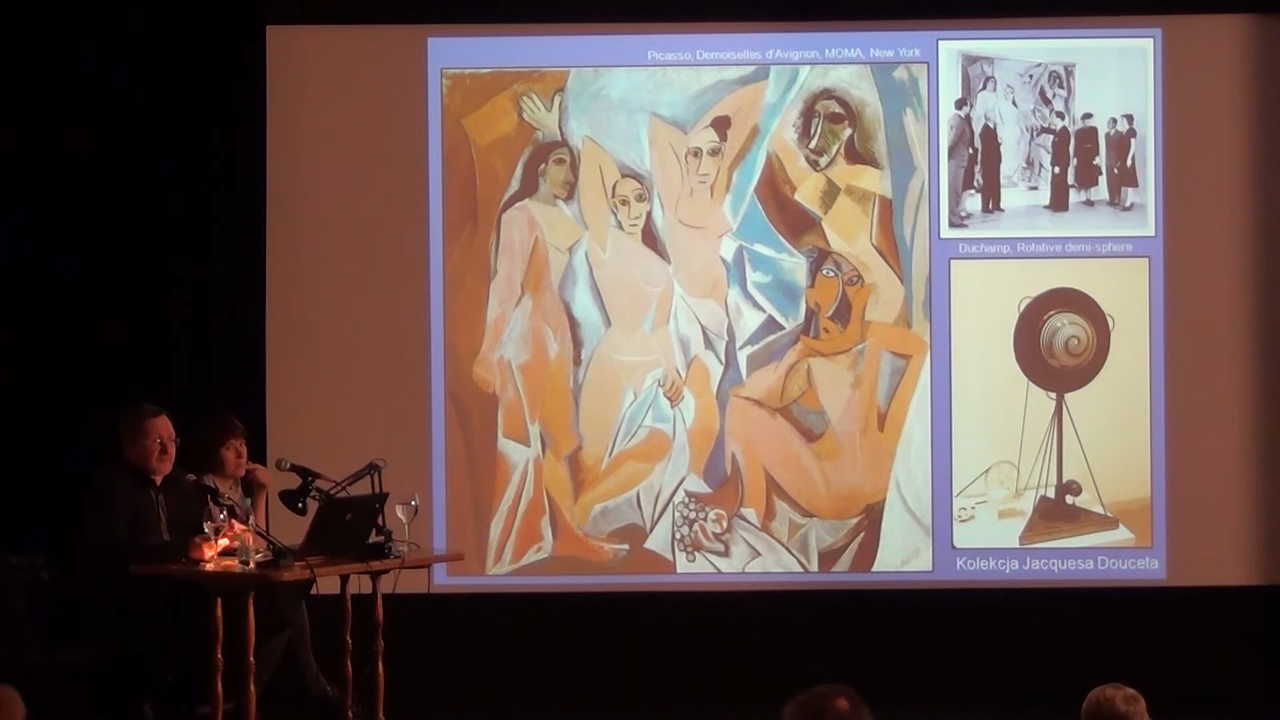 Picasso, Demoiselles d'Avignon, MOMA, New York
Duchamp, Rotative demi-sphere
Kolekcja Jacquesa Douceta